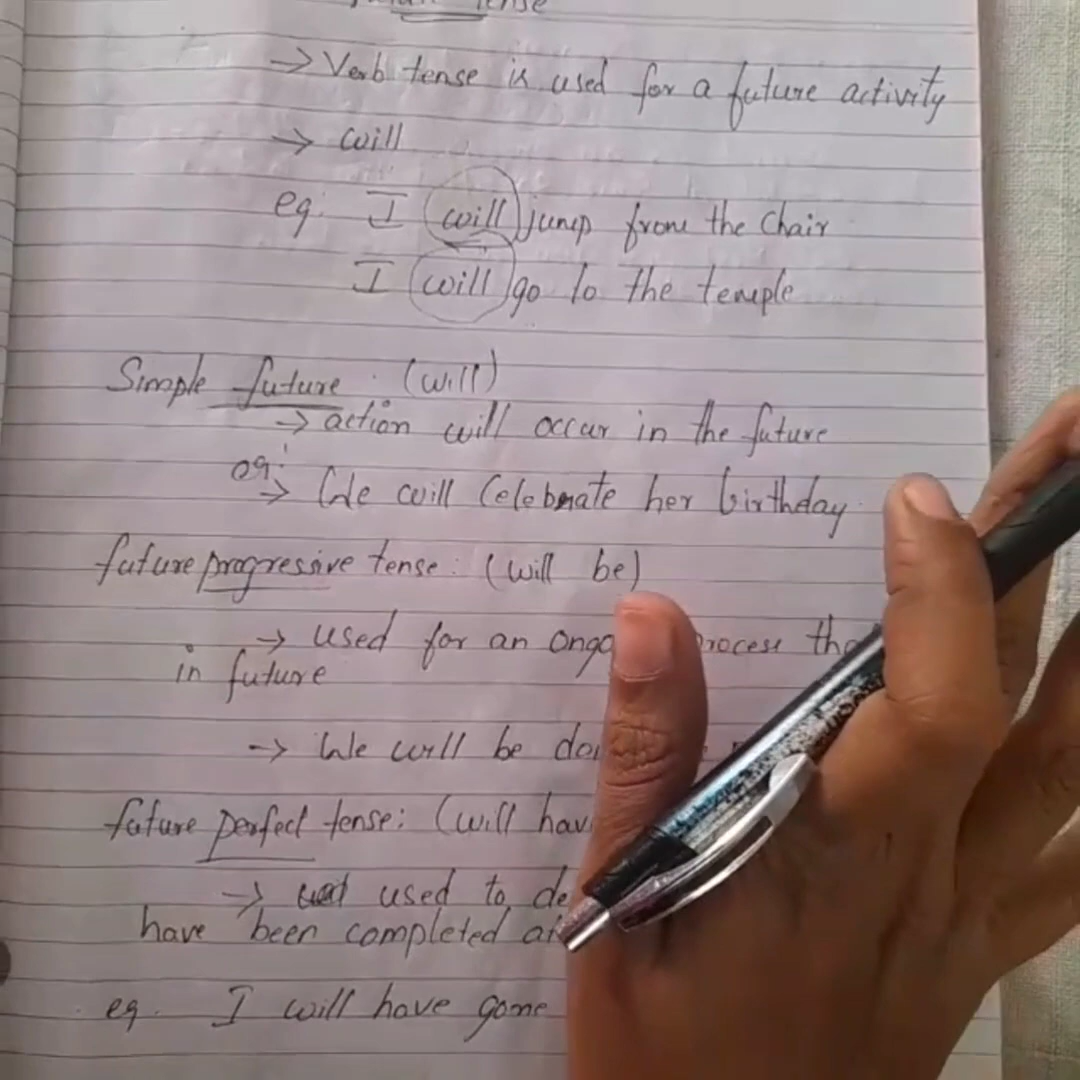 tense
→ Verb tense is used for a future activity
→ will
eg: I will jump from the chair
I will go to the temple
Simple future : (will)
→ action will occur in the future
eg:
→ We will Celebrate her birthday.
future progressive tense: (will be)
→ used for an
in future
→ We will be
future perfect tense: (will
→ used to
have been completed
eg. I will have gone